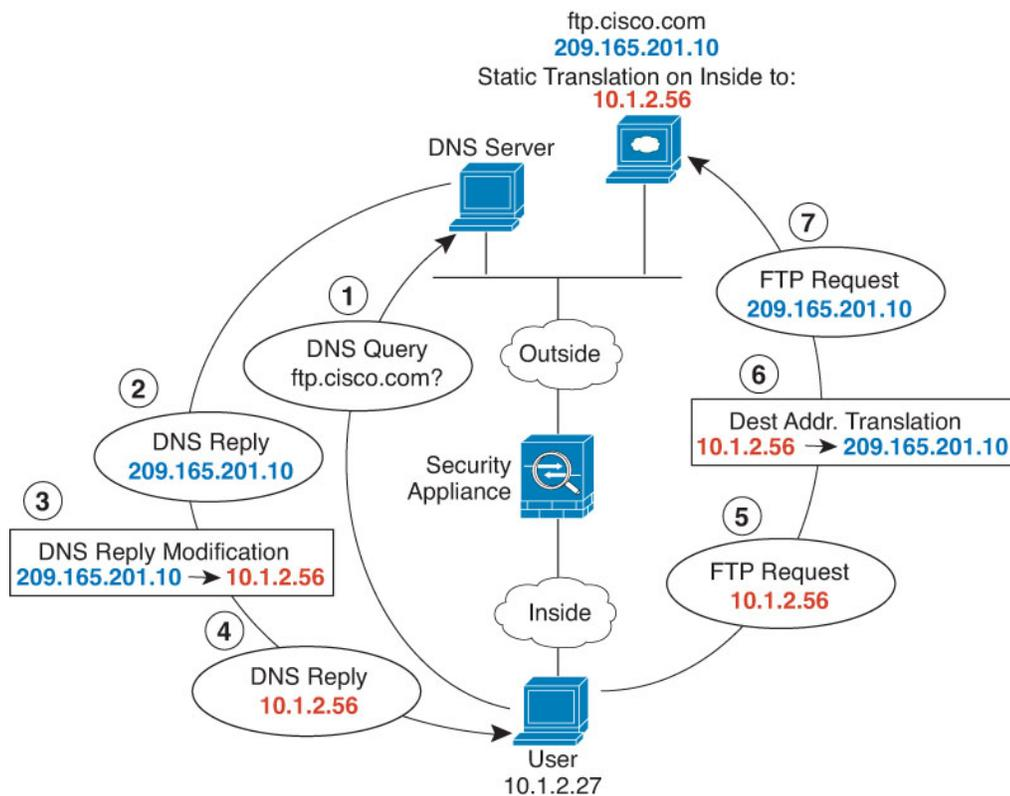 ftp.cisco.com
209.165.201.10
Static Translation on Inside to:
10.1.2.56
DNS Server
7
FTP Request
209.165.201.10
1
DNS Query
ftp.cisco.com?
Outside
6
Dest Addr. Translation
10.1.2.56 → 209.165.201.10
2
DNS Reply
209.165.201.10
Security
Appliance
3
DNS Reply Modification
209.165.201.10 → 10.1.2.56
5
FTP Request
10.1.2.56
Inside
4
DNS Reply
10.1.2.56
User
10.1.2.27